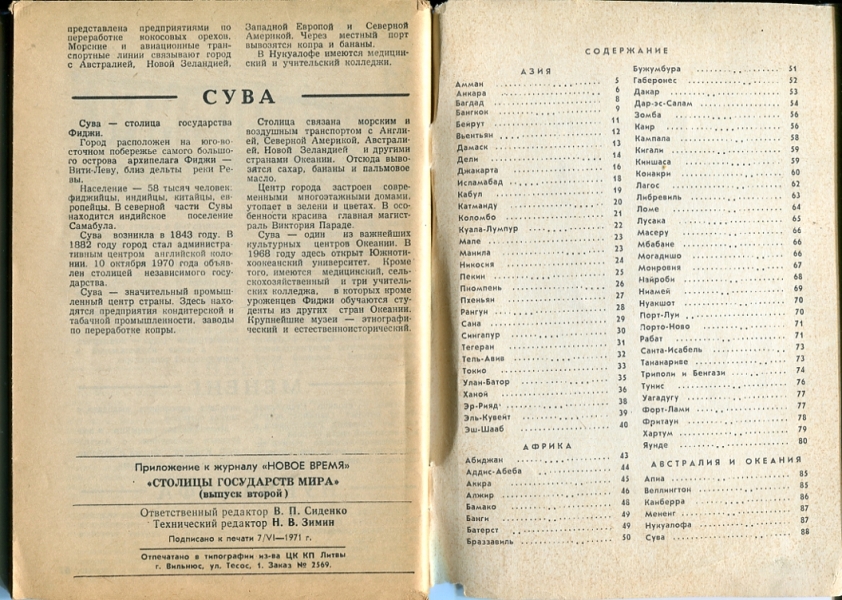 представлена предприятиями по
переработке кокосовых орехов.
Морские и авиационные тран-
спортные линии связывают город
с Австралией, Новой Зеландией,
Западной Европой и Северной
Америкой. Через местный порт
вывозятся копра и бананы.
В Нукуалофе имеются медицин-
ский и учительский колледжи.
СУВА
Сува — столица государства
Фиджи.
Город расположен на юго-во-
сточном побережье самого большо-
го острова архипелага Фиджи —
Вити-Леву, близ дельты реки Ре-
вы.
Население — 58 тысяч человек:
фиджийцы, индийцы, китайцы, ев-
ропейцы. В северной части Сувы
находится индийское поселение
Самабула.
Сува возникла в 1843 году. В
1882 году город стал администра-
тивным центром английской коло-
нии. 10 октября 1970 года объяв-
лен столицей независимого госу-
дарства.
Сува — значительный промыш-
ленный центр страны. Здесь нахо-
дятся предприятия кондитерской и
табачной промышленности, заводы
по переработке копры.
Столица связана морским и
воздушным транспортом с Англи-
ей, Северной Америкой, Австрали-
ей, Новой Зеландией и другими
странами Океании. Отсюда выво-
зятся сахар, бананы и пальмовое
масло.
Центр города застроен совре-
менными многоэтажными домами,
утопает в зелени и цветах. В осо-
бенности красива главная магист-
раль Виктория Параде.
Сува — один из важнейших
культурных центров Океании. В
1968 году здесь открыт Южноти-
хоокеанский университет. Кроме
того, имеются медицинский, сель-
скохозяйственный и три учитель-
ских колледжа, в которых кроме
уроженцев Фиджи обучаются сту-
денты из других стран Океании.
Крупнейшие музеи — этнографи-
ческий и естественноисторический.
Приложение к журналу «НОВОЕ ВРЕМЯ»
«СТОЛИЦЫ ГОСУДАРСТВ МИРА»
(выпуск второй)
Ответственный редактор В. П. Сиденко
Технический редактор Н. В. Зимин
Подписано к печати 7/VI—1971 г.
Отпечатано в типографии из-ва ЦК КП Литвы
г. Вильнюс, ул. Тесос, 1. Заказ № 2569.
СОДЕРЖАНИЕ
АЗИЯ
Амман 5
Анкара 6
Багдад 8
Бангкок 9
Бейрут 11
Вьентьян 12
Дамаск 13
Дели 14
Джакарта 16
Исламабад 18
Кабул 19
Катманду 20
Коломбо 21
Куала-Лумпур 22
Мале 23
Манила 23
Никосия 24
Пекин 25
Пномпень 26
Пхеньян 27
Рангун 28
Сана 29
Сингапур 30
Тегеран 31
Тель-Авив 32
Токио 33
Улан-Батор 35
Ханой 36
Эр-Рияд 38
Эль-Кувейт 39
Эш-Шааб 40
АФРИКА
Абиджан 43
Аддис-Абеба 44
Аккра 45
Алжир 46
Бамако 48
Банги 49
Батерст 49
Браззавиль 50
Бужумбура 51
Габеронес 52
Дакар 53
Дар-эс-Салам 54
Зомба 56
Каир 56
Кампала 58
Кигали 59
Киншаса 59
Конакри 60
Лагос 62
Либревиль 63
Ломе 64
Лусака 65
Масеру 66
Мбабане 66
Могадишо 66
Монровия 67
Найроби 68
Ниамей 69
Нуакшот 70
Порт-Луи 70
Порто-Ново 71
Рабат 71
Санта-Исабель 73
Тананариве 73
Триполи и Бенгази 74
Тунис 76
Уагадугу 77
Форт-Лами 77
Фритаун 78
Хартум 79
Яунде 80
АВСТРАЛИЯ И ОКЕАНИЯ
Апиа 85
Веллингтон 85
Канберра 86
Мененг 87
Нукуалофа 87
Сува 88